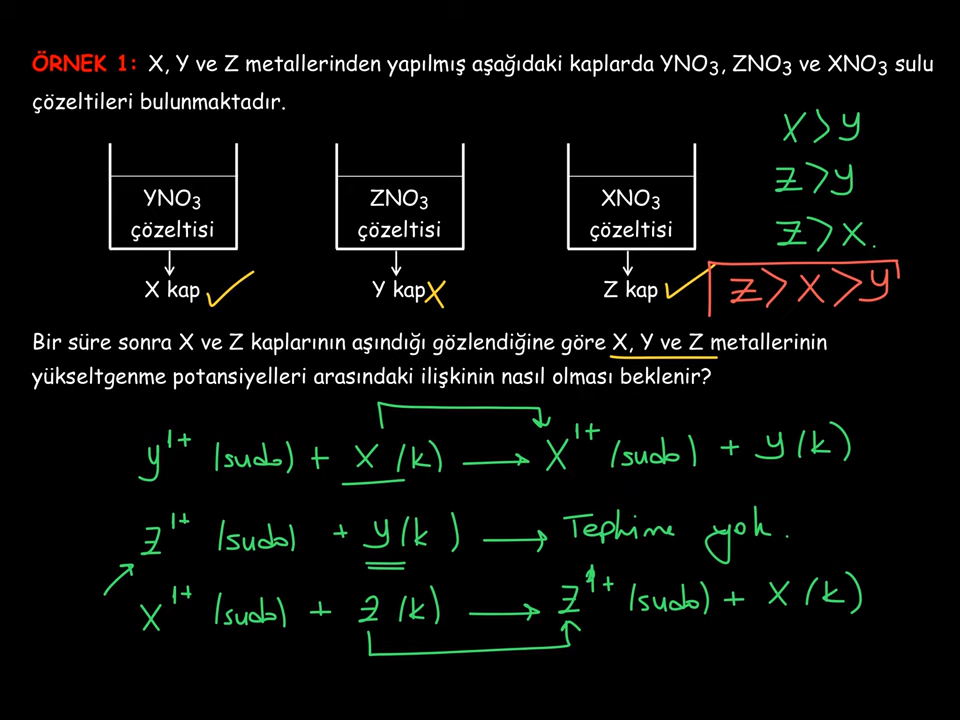 ÖRNEK 1: X, Y ve Z metallerinden yapılmış aşağıdaki kaplarda YNO3, ZNO3 ve XNO3 sulu
çözeltileri bulunmaktadır.
YNO3 çözeltisi
X kap ✓
ZNO3 çözeltisi
Y kap X
XNO3 çözeltisi
Z kap ✓
X > Y
Z > Y
Z > X.
Z > X > Y
Bir süre sonra X ve Z kaplarının aşındığı gözlendiğine göre X, Y ve Z metallerinin
yükseltgenme potansiyelleri arasındaki ilişkinin nasıl olması beklenir?
Y1+ (suda) + X (k) → X1+ (suda) + Y (k)
Z1+ (suda) + Y (k) → Tepkime yok.
X1+ (suda) + Z (k) → Z1+ (suda) + X (k)